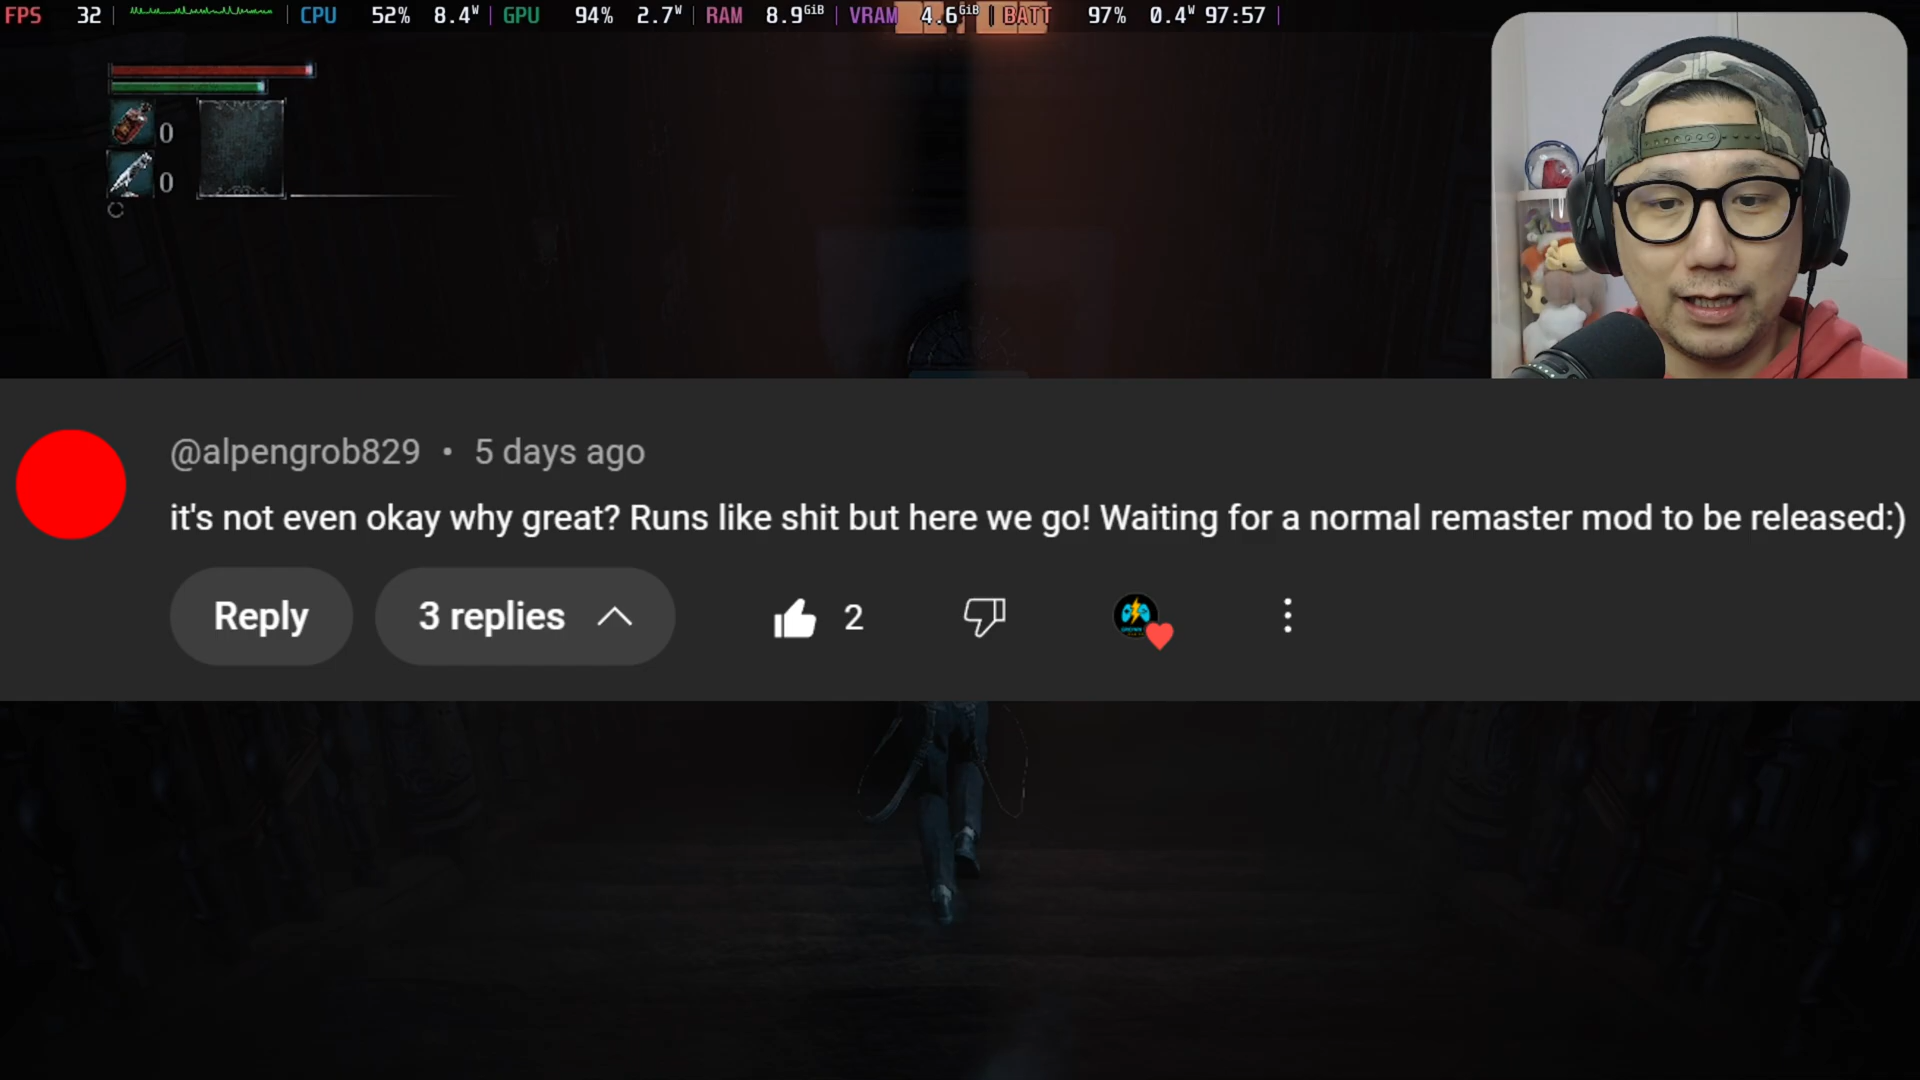 FPS 32 CPU 52% 8.4W GPU 94% 2.7W RAM 8.9GiB VRAM 4.6GiB BATT 97% 0.4W 97:57
0
0
@alpengrob829 • 5 days ago
it's not even okay why great? Runs like shit but here we go! Waiting for a normal remaster mod to be released:)
Reply 3 replies 2